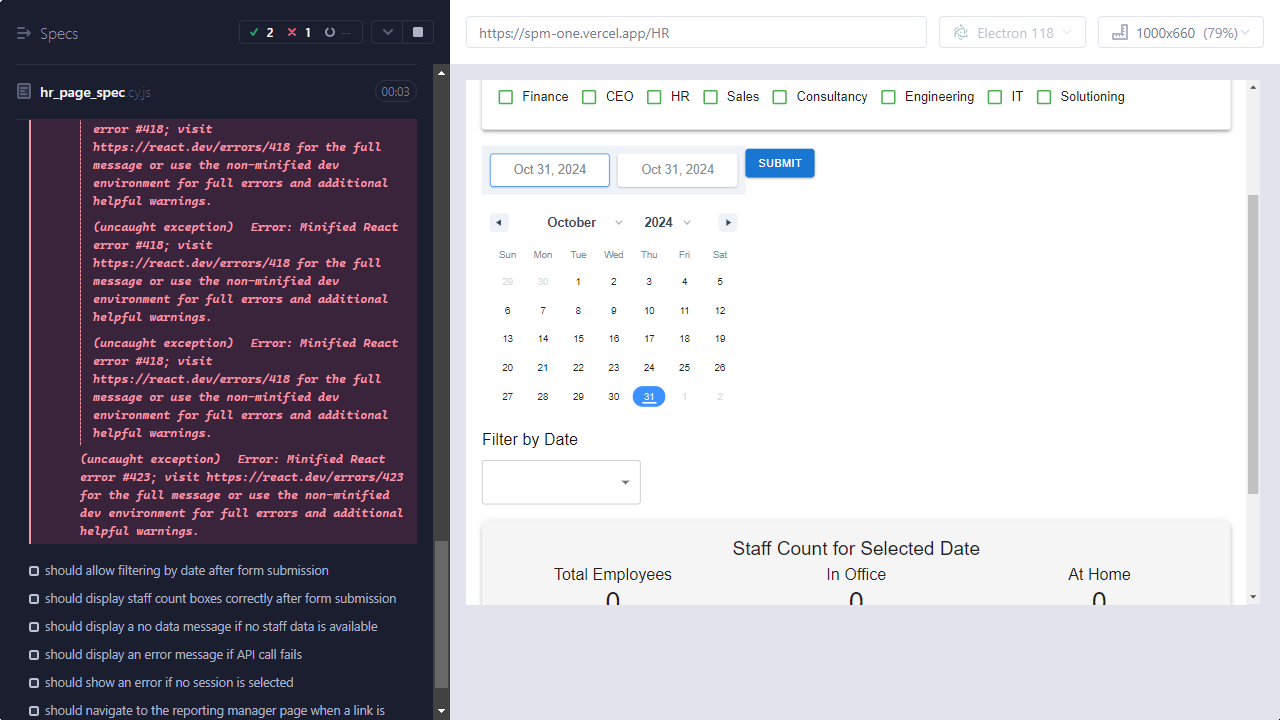 Specs
2
1
--
hr_page_spec.cy.js
00:03
error #418; visit
https://react.dev/errors/418 for the full
message or use the non-minified dev
environment for full errors and additional
helpful warnings.
(uncaught exception) Error: Minified React
error #418; visit
https://react.dev/errors/418 for the full
message or use the non-minified dev
environment for full errors and additional
helpful warnings.
(uncaught exception) Error: Minified React
error #418; visit
https://react.dev/errors/418 for the full
message or use the non-minified dev
environment for full errors and additional
helpful warnings.
(uncaught exception) Error: Minified React
error #423; visit https://react.dev/errors/423
for the full message or use the non-minified
dev environment for full errors and additional
helpful warnings.
should allow filtering by date after form submission
should display staff count boxes correctly after form submission
should display a no data message if no staff data is available
should display an error message if API call fails
should show an error if no session is selected
should navigate to the reporting manager page when a link is
https://spm-one.vercel.app/HR
Electron 118
1000x660 (79%)
Finance CEO HR Sales Consultancy Engineering IT Solutioning
Oct 31, 2024 Oct 31, 2024 SUBMIT
October 2024
Sun Mon Tue Wed Thu Fri Sat
29 30 1 2 3 4 5
6 7 8 9 10 11 12
13 14 15 16 17 18 19
20 21 22 23 24 25 26
27 28 29 30 31 1 2
Filter by Date
Staff Count for Selected Date
Total Employees In Office At Home
0 0 0